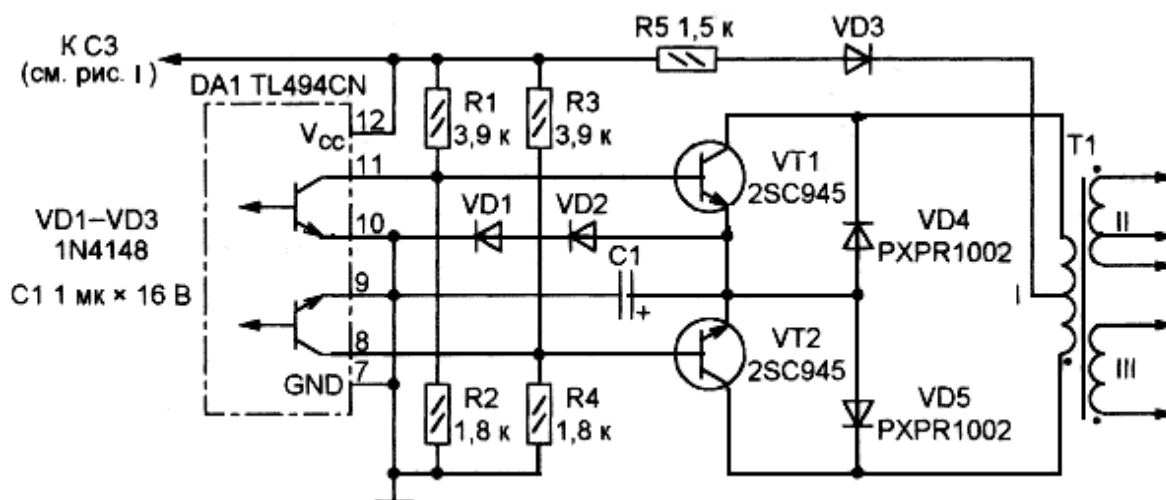 R5 1,5 к
VD3
К C3
(см. рис. I)
DA1 TL494CN
R1
3,9 к
R3
3,9 к
12
Vcc
T1
11
VT1
2SC945
VD1–VD3
1N4148
10
VD1
VD2
VD4
PXPR1002
II
C1 1 мк × 16 В
9
C1
+
I
8
VT2
2SC945
7
GND
R2
1,8 к
R4
1,8 к
VD5
PXPR1002
III